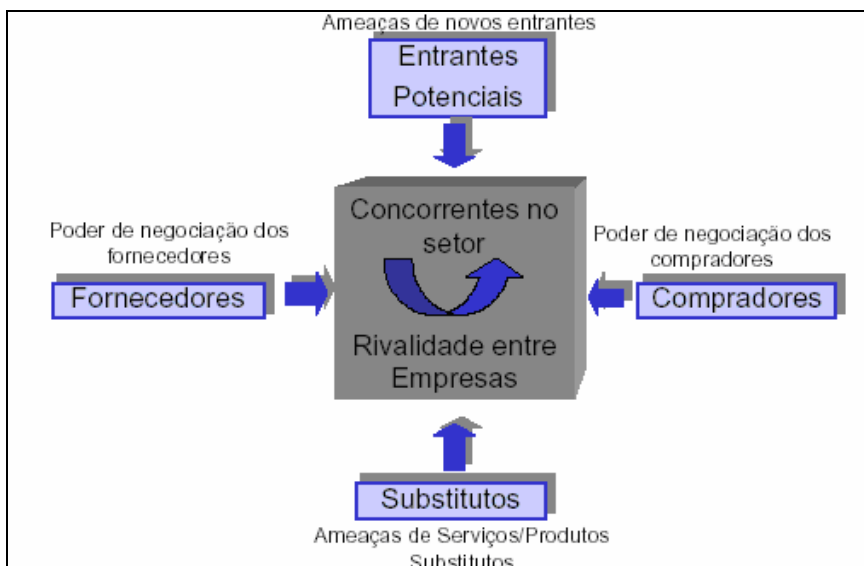 Ameaças de novos entrantes
Entrantes
Potenciais
Concorrentes no
setor
Poder de negociação dos
fornecedores
Fornecedores
Poder de negociação dos
compradores
Compradores
Rivalidade entre
Empresas
Substitutos
Ameaças de Serviços/Produtos
Substitutos